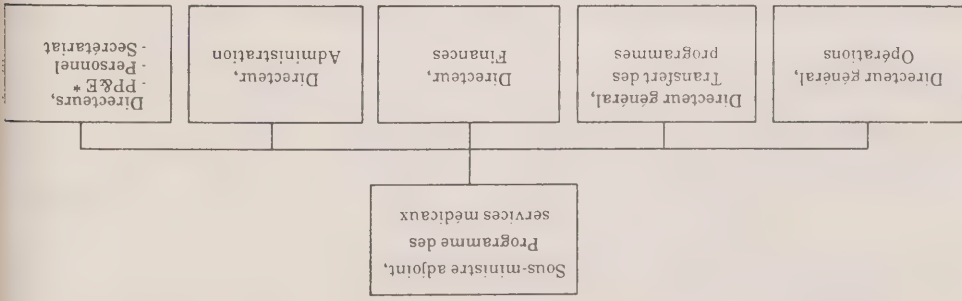 Sous-ministre adjoint,
Programme des
services médicaux
Directeur général,
Opérations
Directeur général,
Transfert des
programmes
Directeur,
Finances
Directeur,
Administration
Directeurs,
- PP&E *
- Personnel
- Secrétariat